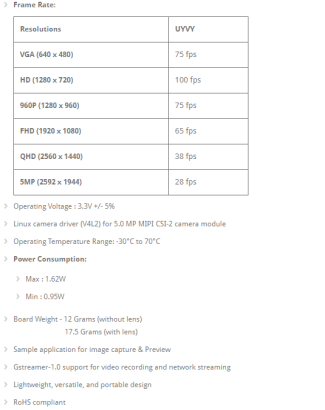 Frame Rate:
Resolutions UYVY
VGA (640 x 480) 75 fps
HD (1280 x 720) 100 fps
960P (1280 x 960) 75 fps
FHD (1920 x 1080) 65 fps
QHD (2560 x 1440) 38 fps
5MP (2592 x 1944) 28 fps
Operating Voltage : 3.3V +/- 5%
Linux camera driver (V4L2) for 5.0 MP MIPI CSI-2 camera module
Operating Temperature Range: -30°C to 70°C
Power Consumption:
Max : 1.62W
Min : 0.95W
Board Weight - 12 Grams (without lens)
17.5 Grams (with lens)
Sample application for image capture & Preview
Gstreamer-1.0 support for video recording and network streaming
Lightweight, versatile, and portable design
RoHS compliant